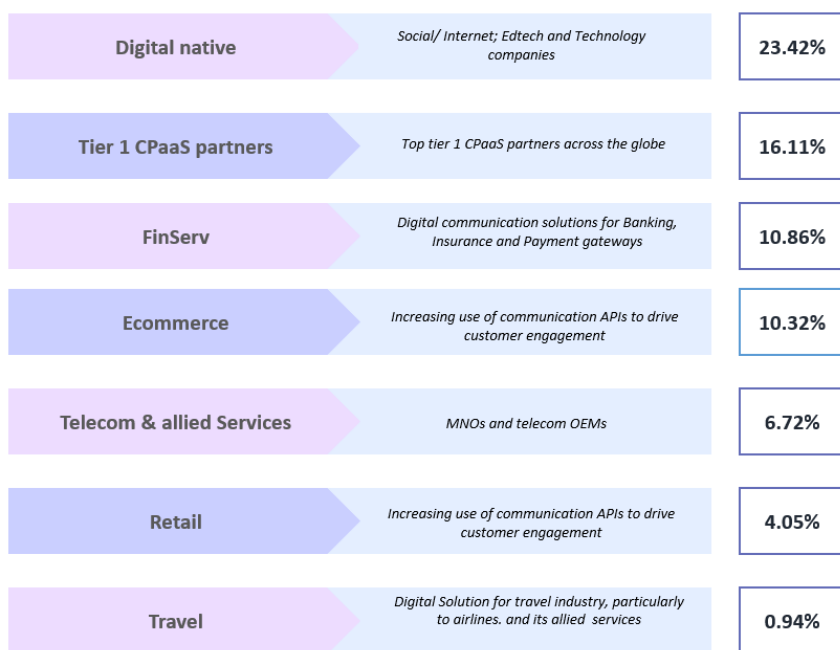 Digital native
Social/ Internet; Edtech and Technology
companies
23.42%
Tier 1 CPaaS partners
Top tier 1 CPaaS partners across the globe
16.11%
FinServ
Digital communication solutions for Banking,
Insurance and Payment gateways
10.86%
Ecommerce
Increasing use of communication APIs to drive
customer engagement
10.32%
Telecom & allied Services
MNOs and telecom OEMs
6.72%
Retail
Increasing use of communication APIs to drive
customer engagement
4.05%
Travel
Digital Solution for travel industry, particularly
to airlines. and its allied  services
0.94%